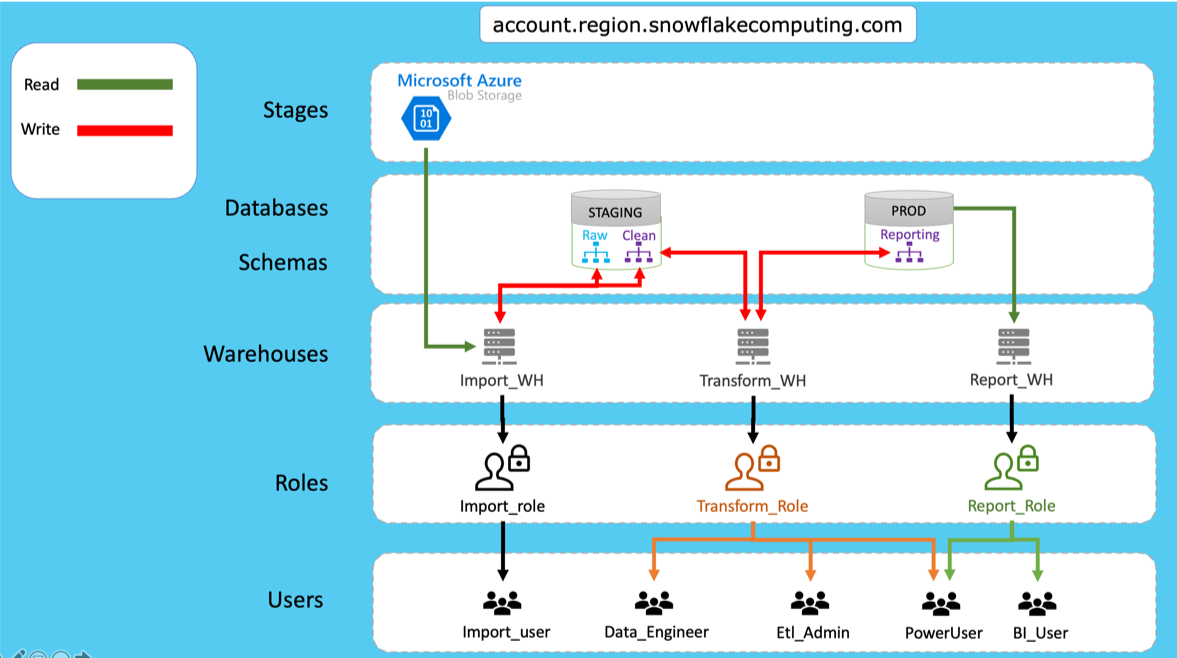 account.region.snowflakecomputing.com
Read
Write
Stages
Microsoft Azure
Blob Storage
10
01
Databases
Schemas
STAGING
Raw Clean
PROD
Reporting
Warehouses
Import_WH
Transform_WH
Report_WH
Roles
Import_role
Transform_Role
Report_Role
Users
Import_user
Data_Engineer
Etl_Admin
PowerUser
BI_User